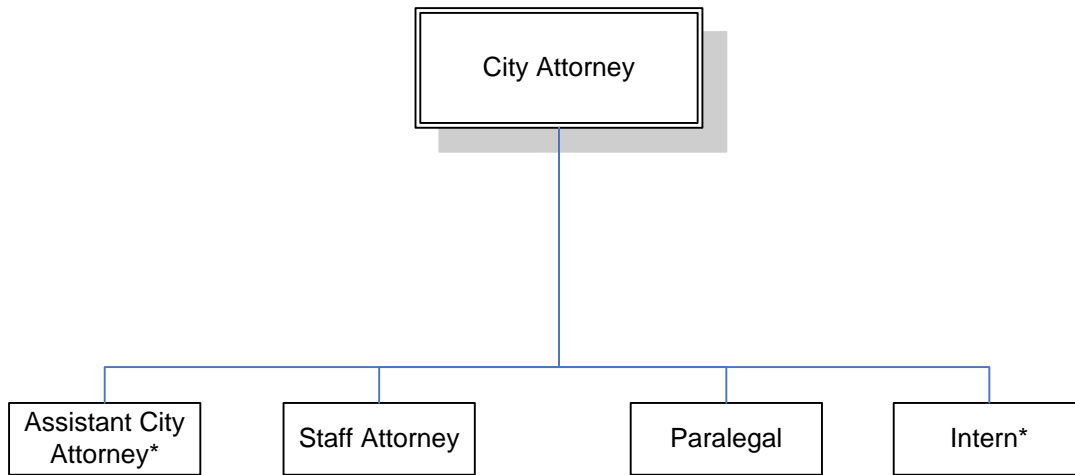 City Attorney
Assistant City
Attorney*
Staff Attorney
Paralegal
Intern*